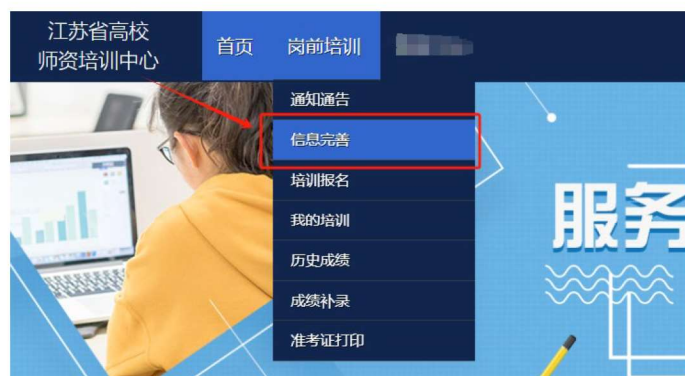 江苏省高校
师资培训中心
首页
岗前培训
通知通告
信息完善
培训报名
我的培训
历史成绩
成绩补录
准考证打印
服务